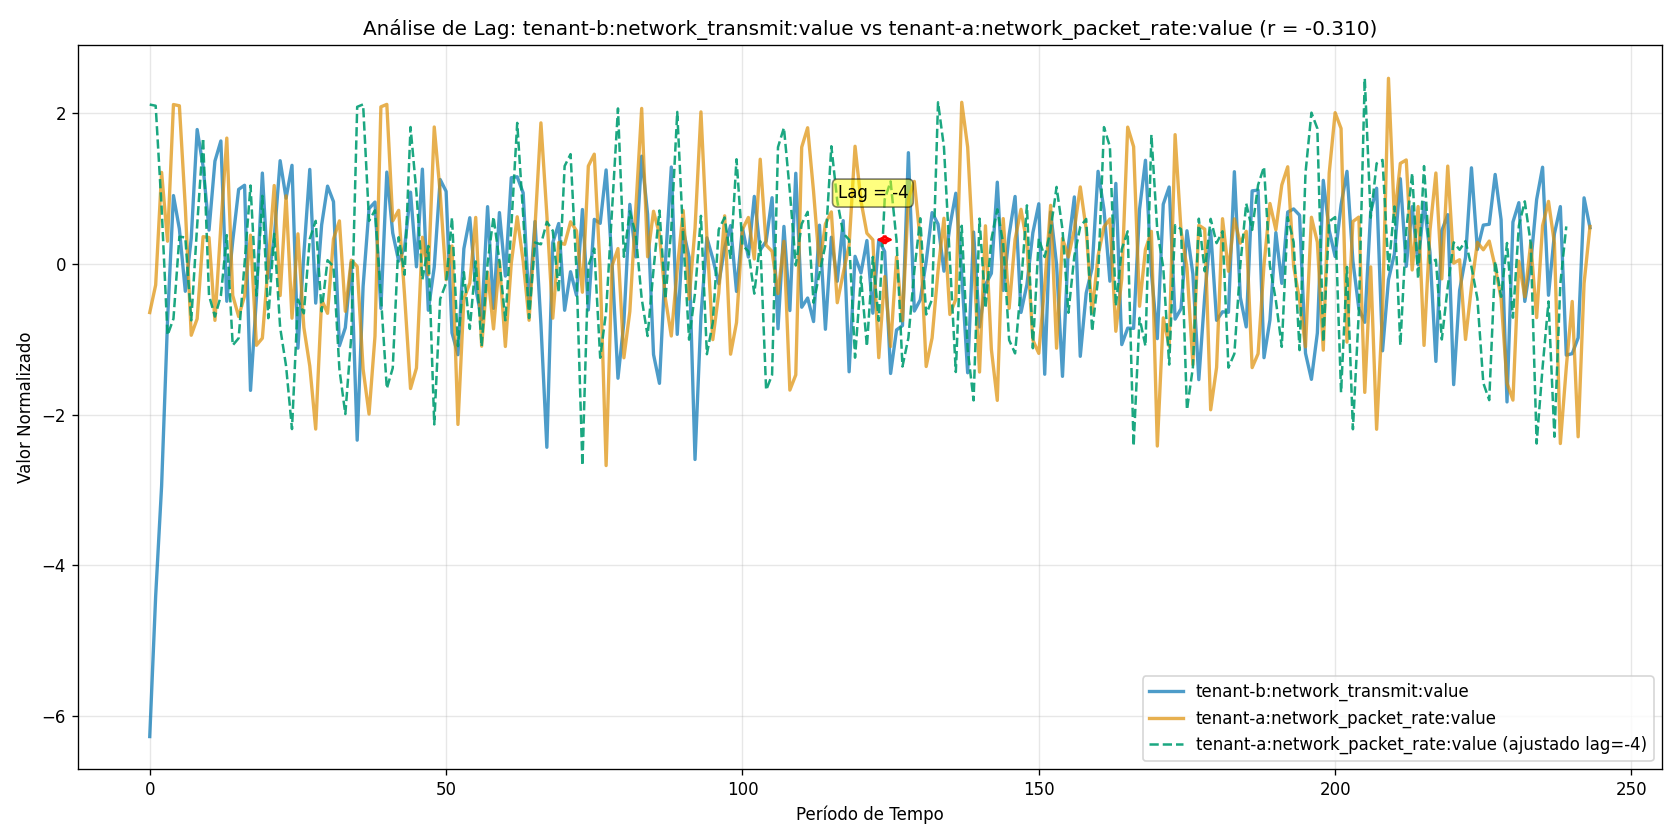 Análise de Lag: tenant-b:network_transmit:value vs tenant-a:network_packet_rate:value (r = -0.310)
Valor Normalizado
2
0
−2
−4
−6
Lag = -4
tenant-b:network_transmit:value
tenant-a:network_packet_rate:value
tenant-a:network_packet_rate:value (ajustado lag=-4)
0 50 100 150 200 250
Período de Tempo